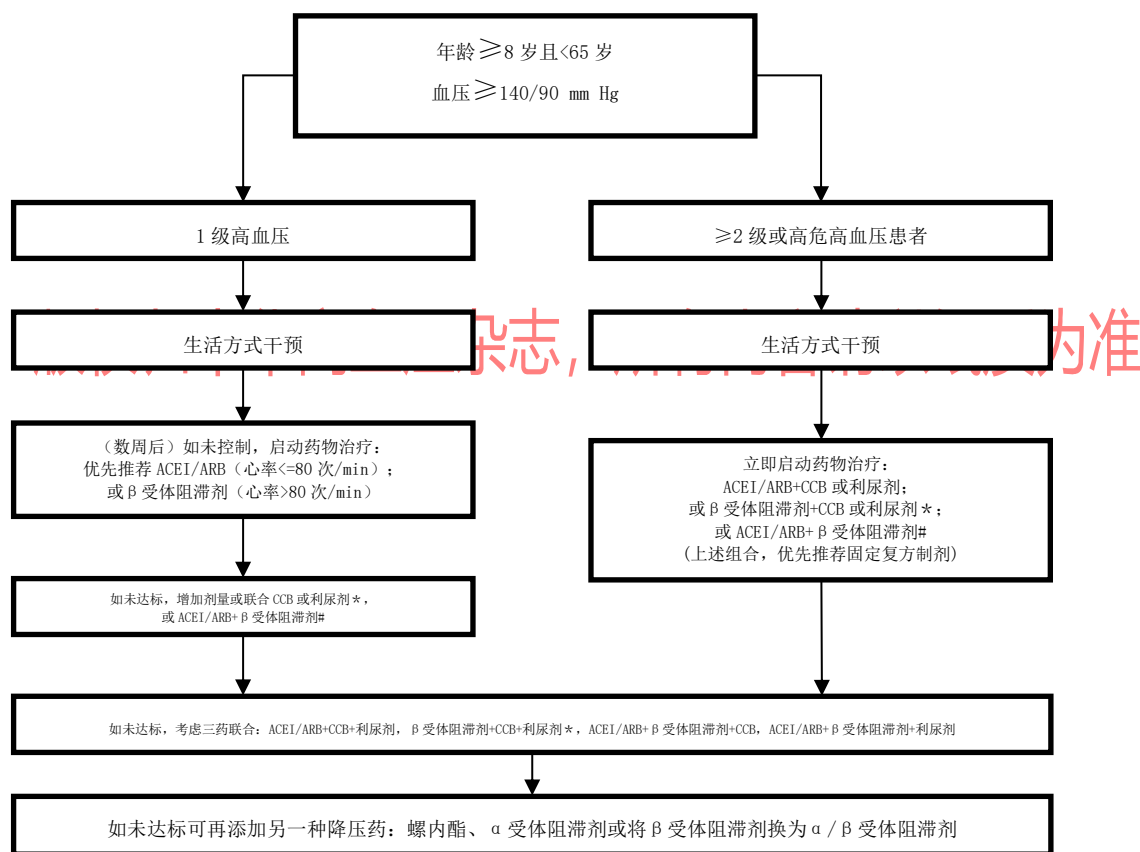 年龄≥8 岁且<65 岁
血压≥140/90 mm Hg
1 级高血压
≥2 级或高危高血压患者
生活方式干预
生活方式干预
杂志,
为准
（数周后）如未控制，启动药物治疗：
优先推荐 ACEI/ARB（心率<=80 次/min）；
或β受体阻滞剂（心率>80 次/min）
立即启动药物治疗：
ACEI/ARB+CCB 或利尿剂；
或β受体阻滞剂+CCB 或利尿剂*；
或 ACEI/ARB+β受体阻滞剂#
(上述组合，优先推荐固定复方制剂)
如未达标，增加剂量或联合 CCB 或利尿剂*，
或 ACEI/ARB+β受体阻滞剂#
如未达标，考虑三药联合：ACEI/ARB+CCB+利尿剂，β受体阻滞剂+CCB+利尿剂*，ACEI/ARB+β受体阻滞剂+CCB，ACEI/ARB+β受体阻滞剂+利尿剂
如未达标可再添加另一种降压药：螺内酯、α受体阻滞剂或将β受体阻滞剂换为α/β受体阻滞剂